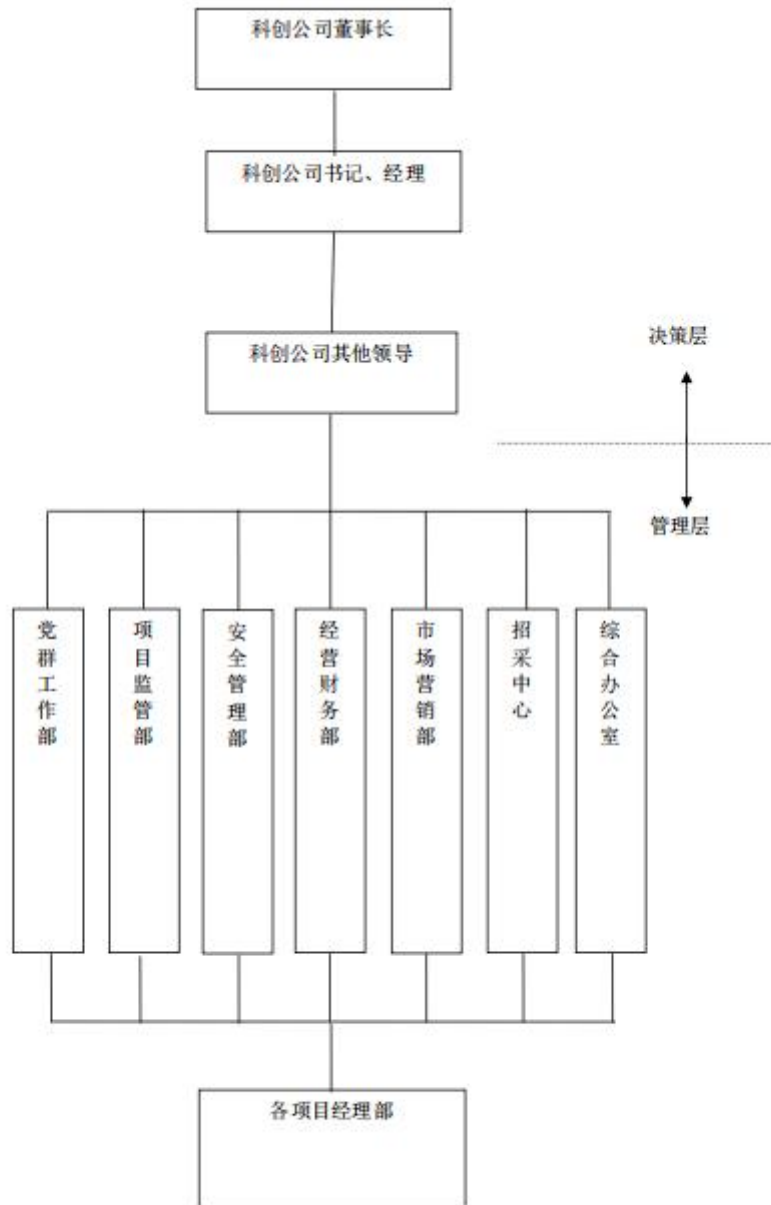 科创公司董事长
科创公司书记、经理
科创公司其他领导
决策层
管理层
党群工作部
项目监管部
安全管理部
经营财务部
市场营销部
招采中心
综合办公室
各项目经理部